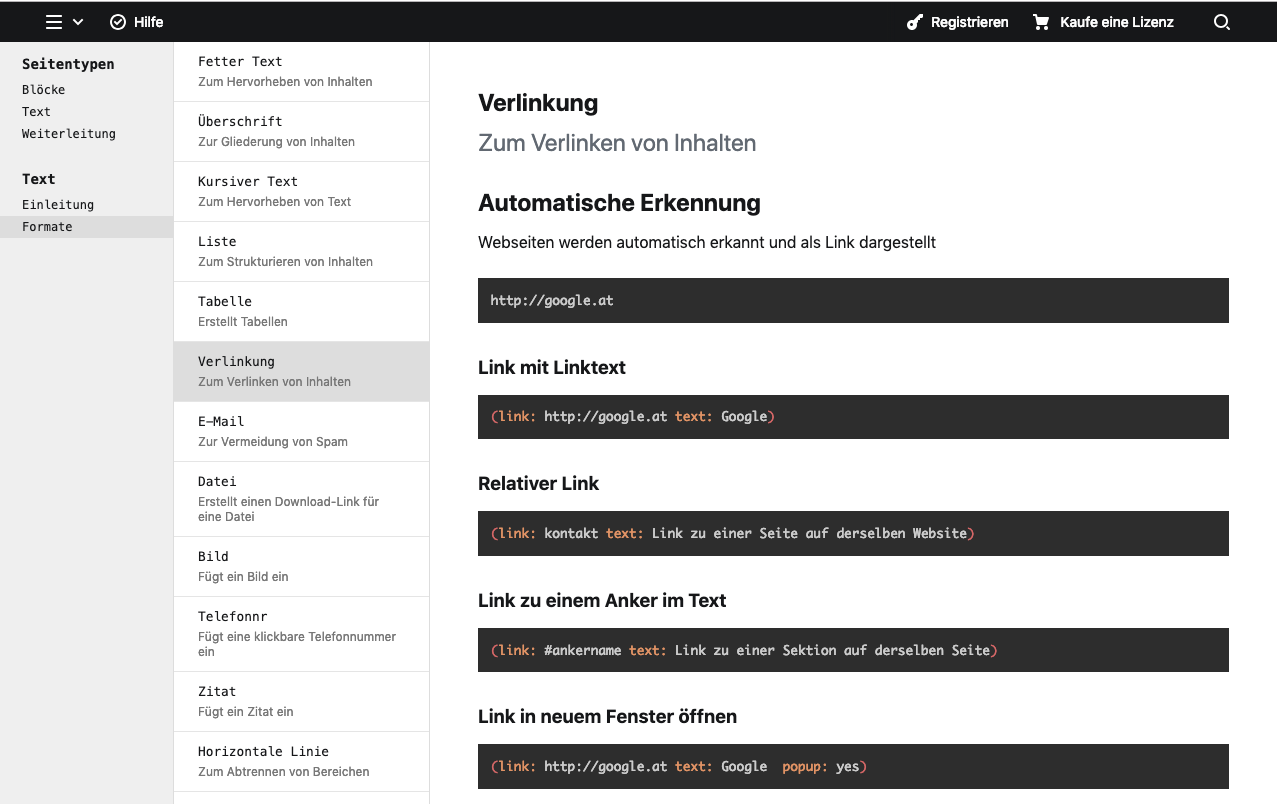 Hilfe
Registrieren
Kaufe eine Lizenz
Seitentypen
Blöcke
Text
Weiterleitung
Text
Einleitung
Formate
Fetter Text
Zum Hervorheben von Inhalten
Überschrift
Zur Gliederung von Inhalten
Kursiver Text
Zum Hervorheben von Text
Liste
Zum Strukturieren von Inhalten
Tabelle
Erstellt Tabellen
Verlinkung
Zum Verlinken von Inhalten
E-Mail
Zur Vermeidung von Spam
Datei
Erstellt einen Download-Link für
eine Datei
Bild
Fügt ein Bild ein
Telefonnr
Fügt eine klickbare Telefonnummer
ein
Zitat
Fügt ein Zitat ein
Horizontale Linie
Zum Abtrennen von Bereichen
Verlinkung
Zum Verlinken von Inhalten
Automatische Erkennung
Webseiten werden automatisch erkannt und als Link dargestellt
http://google.at
Link mit Linktext
(link: http://google.at text: Google)
Relativer Link
(link: kontakt text: Link zu einer Seite auf derselben Website)
Link zu einem Anker im Text
(link: #ankername text: Link zu einer Sektion auf derselben Seite)
Link in neuem Fenster öffnen
(link: http://google.at text: Google  popup: yes)